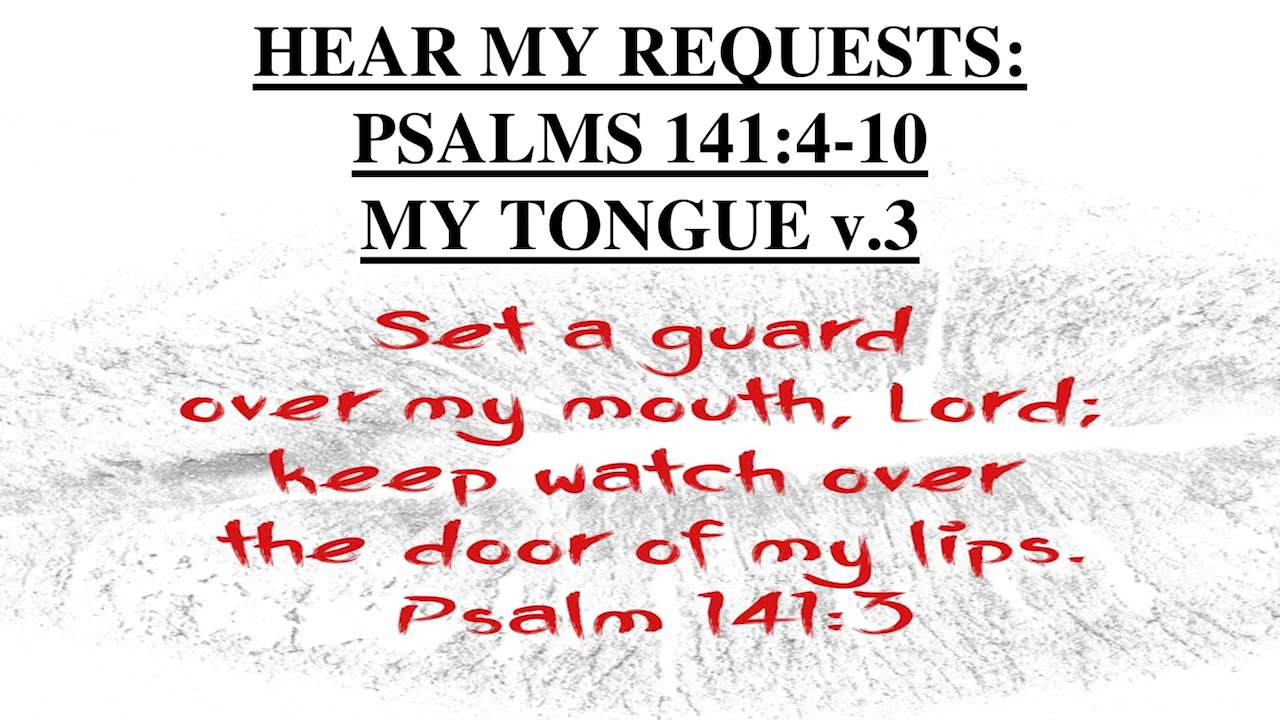 HEAR MY REQUESTS:
PSALMS 141:4-10
MY TONGUE v.3
Set a guard
over my mouth, Lord;
keep watch over
the door of my lips.
Psalm 141:3